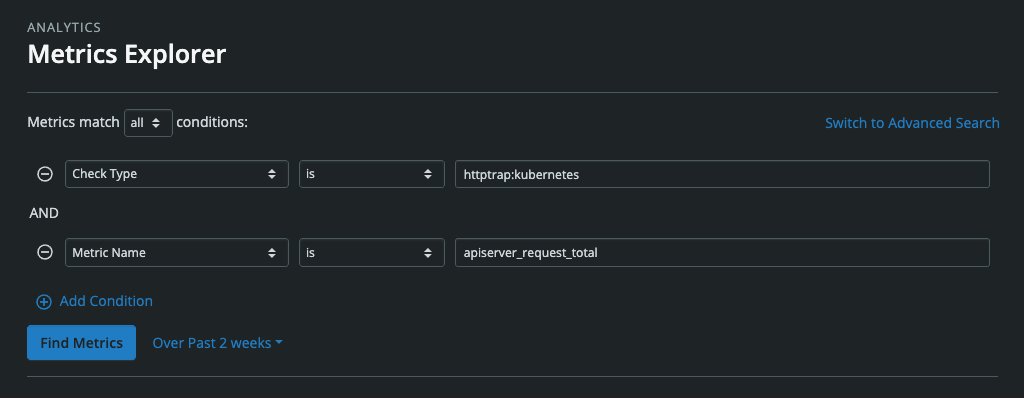 ANALYTICS
Metrics Explorer
Metrics match all conditions:
Switch to Advanced Search
Check Type is httptrap:kubernetes
AND
Metric Name is apiserver_request_total
Add Condition
Find Metrics Over Past 2 weeks